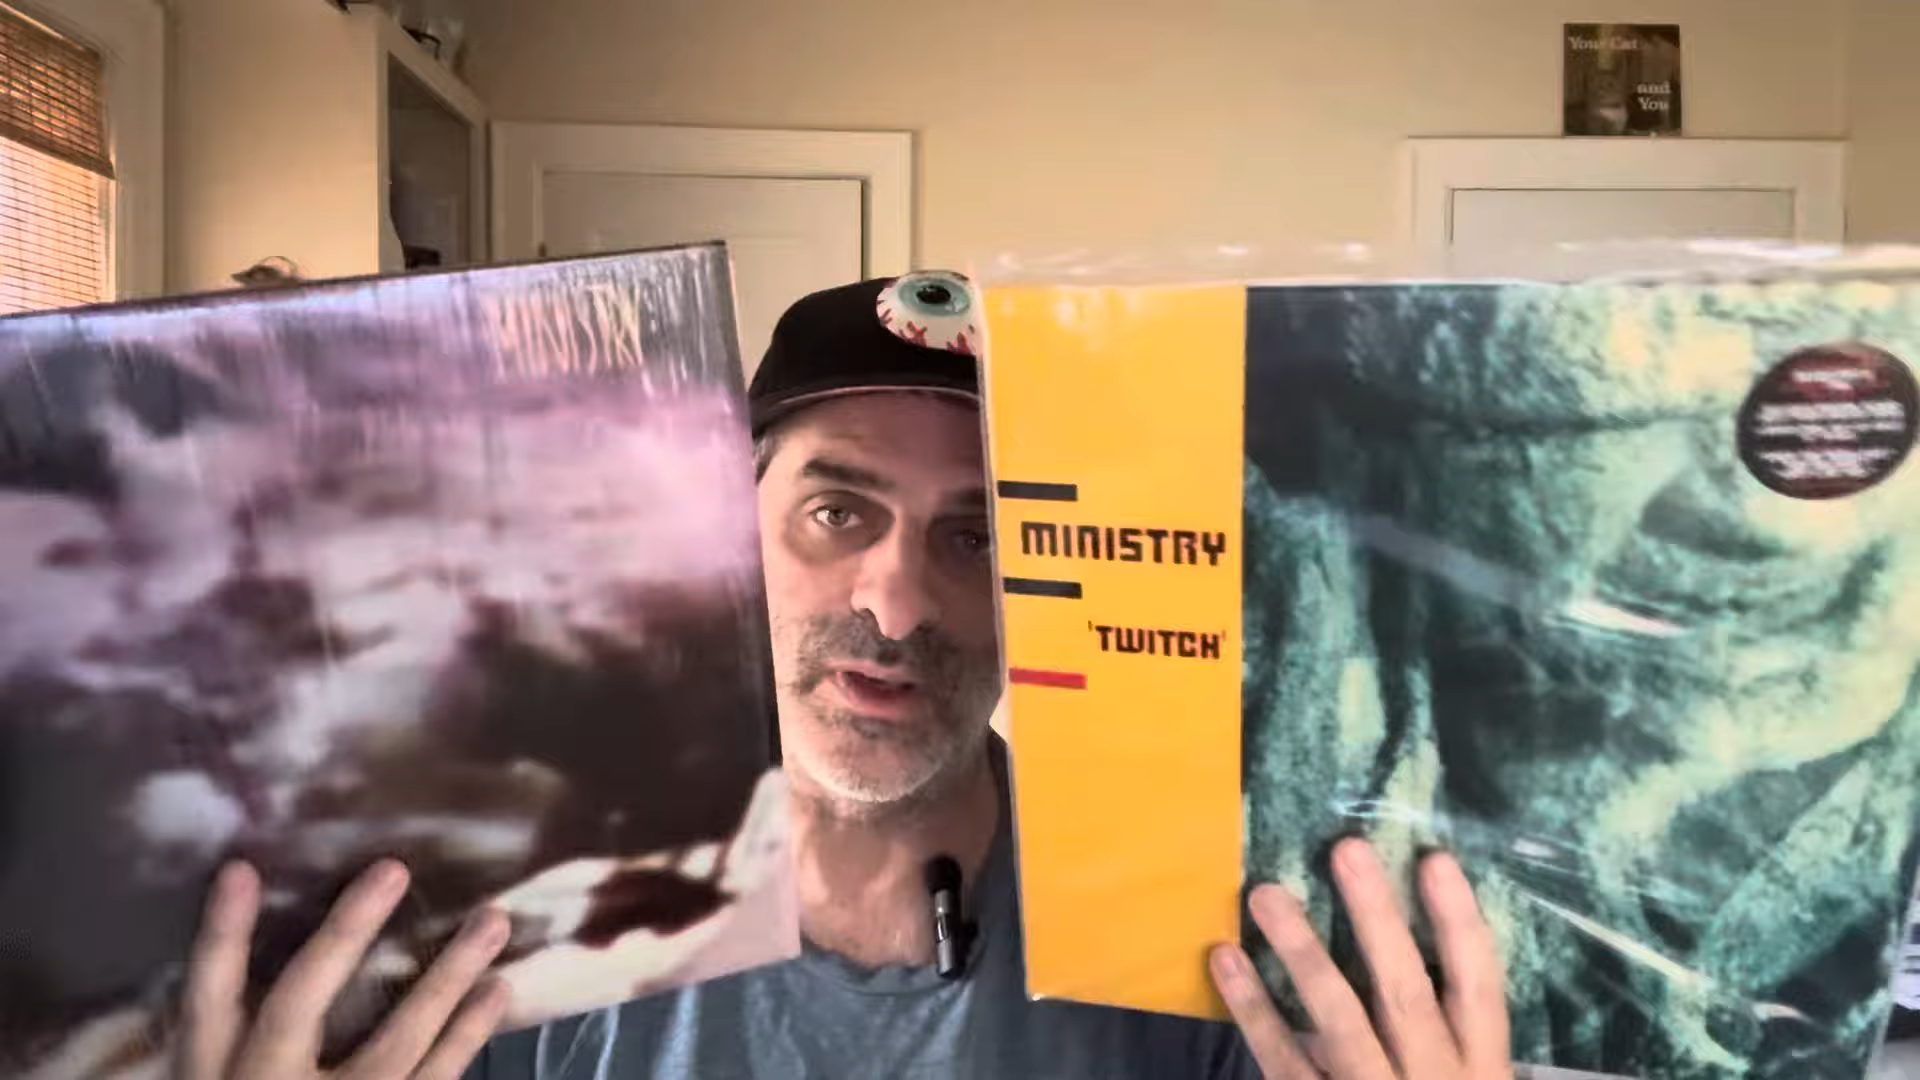 Your Cat
and
You
MINISTRY
MINISTRY
'TWITCH'